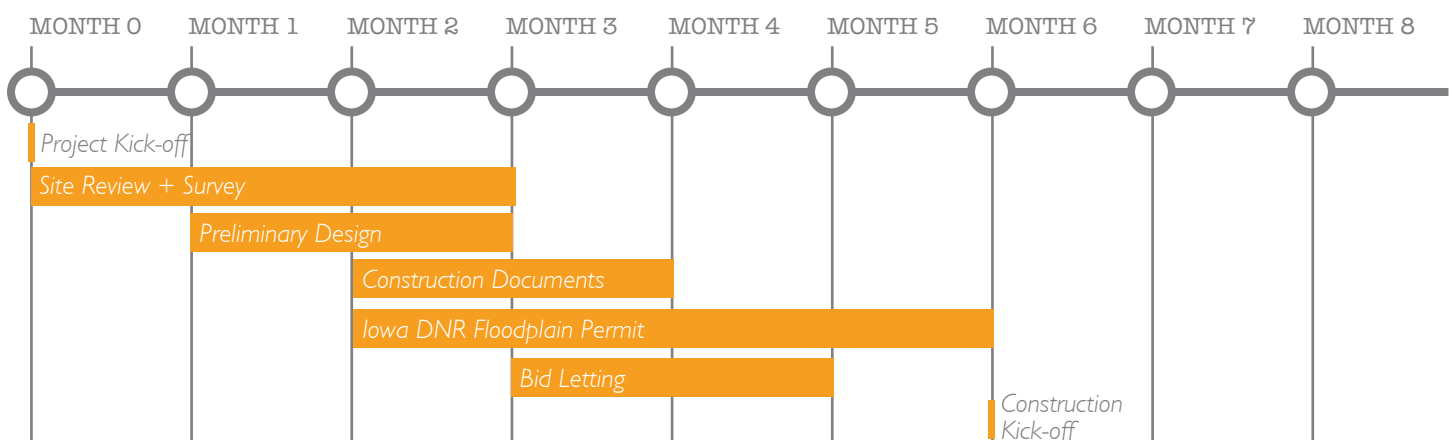 MONTH 0 MONTH 1 MONTH 2 MONTH 3 MONTH 4 MONTH 5 MONTH 6 MONTH 7 MONTH 8
Project Kick-off
Site Review + Survey
Preliminary Design
Construction Documents
Iowa DNR Floodplain Permit
Bid Letting
Construction
Kick-off